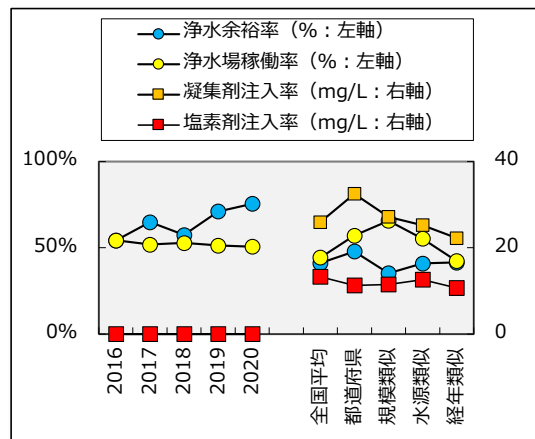 浄水余裕率（%：左軸）
浄水場稼働率（%：左軸）
凝集剤注入率（mg/L：右軸）
塩素剤注入率（mg/L：右軸）
100%
50%
0%
40
20
0
2016
2017
2018
2019
2020
全国平均
都道府県
規模類似
水源類似
経年類似